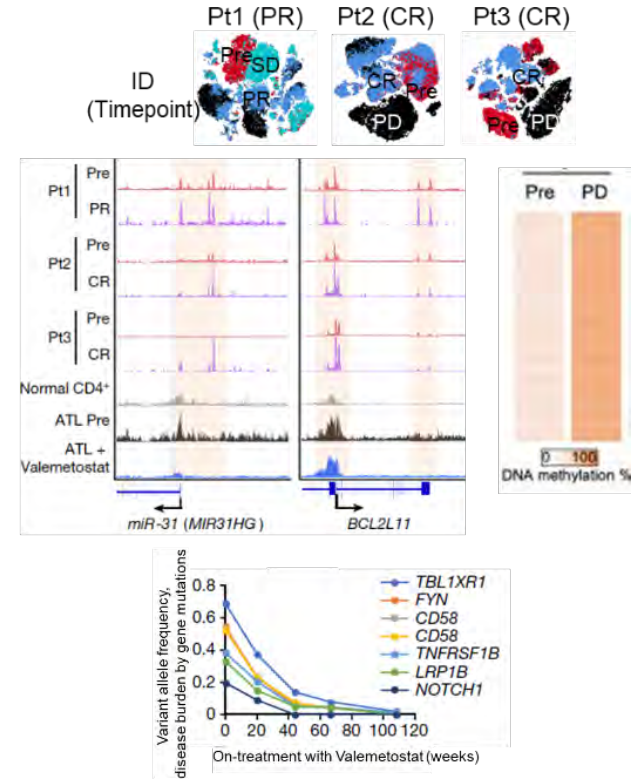 Pt1 (PR) Pt2 (CR) Pt3 (CR)
ID
(Timepoint)
Pre SD PR
CR Pre PD
CR Pre PD
Pt1 Pre
PR
Pt2 Pre
CR
Pt3 Pre
CR
Normal CD4⁺
ATL Pre
ATL +
Valemetostat
miR-31 (MIR31HG) BCL2L11
Pre PD
0 100
DNA methylation %
Variant allele frequency,
disease burden by gene mutations
0.8
0.6
0.4
0.2
0
0 20 40 60 80 100 120
On-treatment with Valemetostat (weeks)
TBL1XR1
FYN
CD58
CD58
TNFRSF1B
LRP1B
NOTCH1